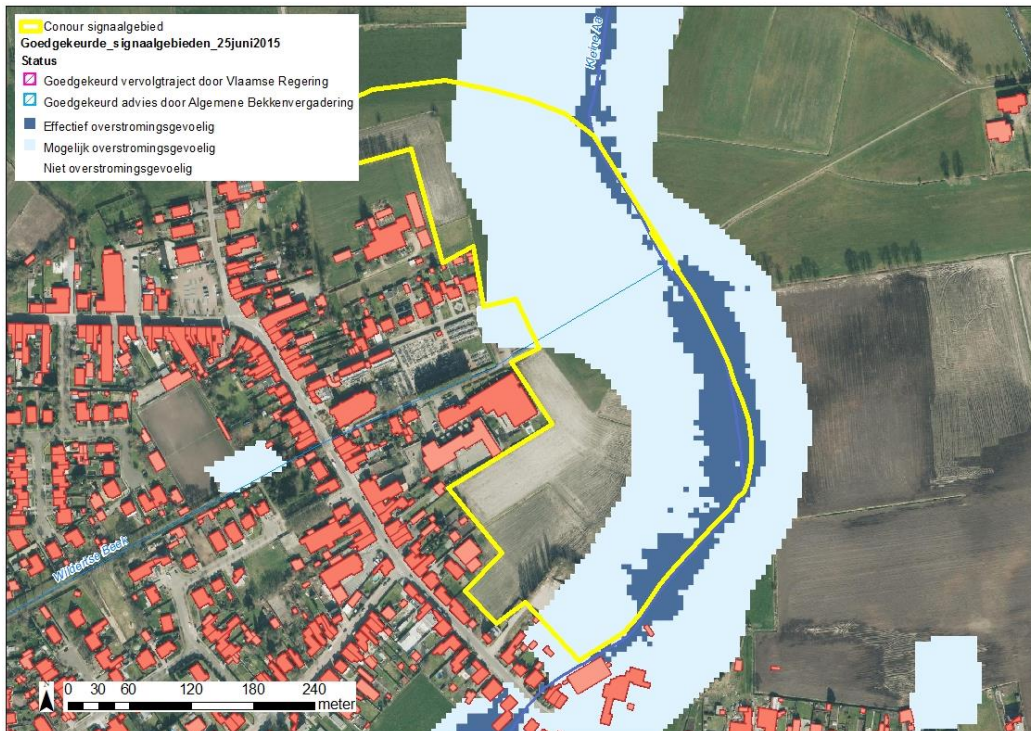 Conour signaalgebied
Goedgekeurde_signaalgebieden_25juni2015
Status
Goedgekeurd vervolgtraject door Vlaamse Regering
Goedgekeurd advies door Algemene Bekkenvergadering
Effectief overstromingsgevoelig
Mogelijk overstromingsgevoelig
Niet overstromingsgevoelig
Kleine Aa
Wildertse Beek
0 30 60 120 180 240
meter